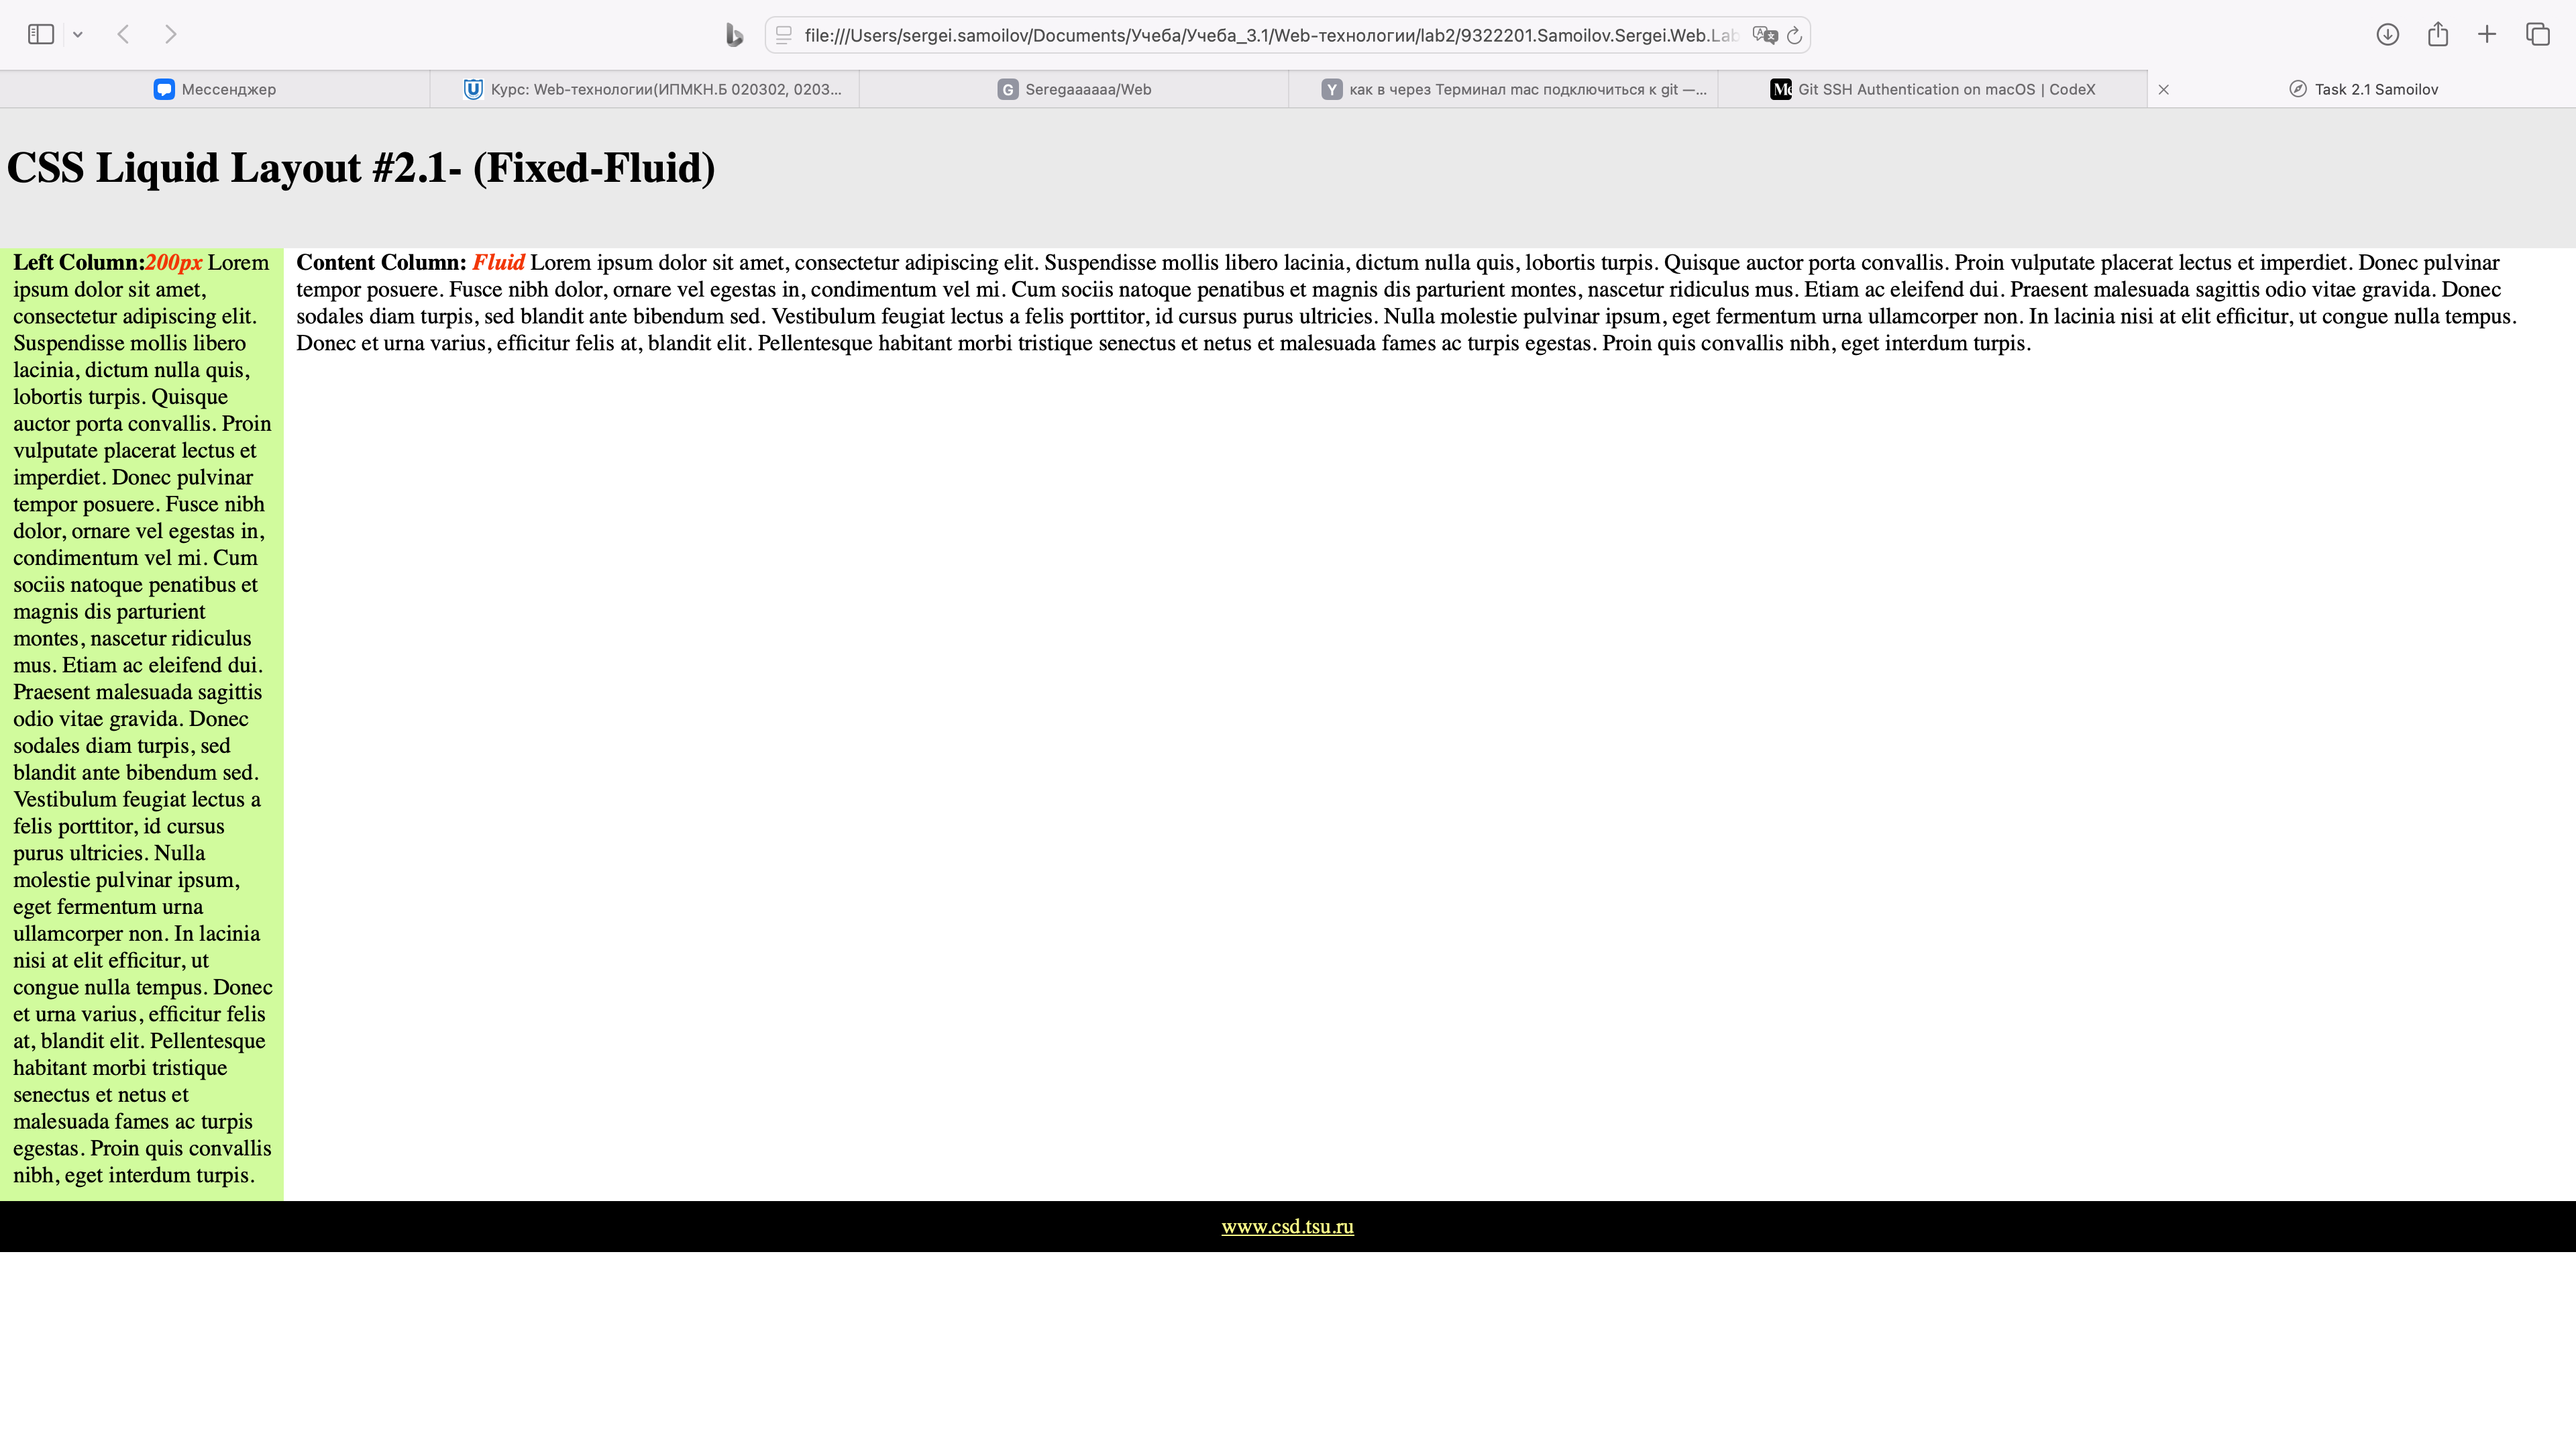 file:///Users/sergei.samoilov/Documents/Учеба/Учеба_3.1/Web-технологии/lab2/9322201.Samoilov.Sergei.Web.Lab
Мессенджер
Курс: Web-технологии(ИПМКН.Б 020302, 0203...
G Seregaaaaaa/Web
Y как в через Терминал mac подключиться к git —...
Git SSH Authentication on macOS | CodeX
Task 2.1 Samoilov
CSS Liquid Layout #2.1- (Fixed-Fluid)
Left Column:200px Lorem
ipsum dolor sit amet,
consectetur adipiscing elit.
Suspendisse mollis libero
lacinia, dictum nulla quis,
lobortis turpis. Quisque
auctor porta convallis. Proin
vulputate placerat lectus et
imperdiet. Donec pulvinar
tempor posuere. Fusce nibh
dolor, ornare vel egestas in,
condimentum vel mi. Cum
sociis natoque penatibus et
magnis dis parturient
montes, nascetur ridiculus
mus. Etiam ac eleifend dui.
Praesent malesuada sagittis
odio vitae gravida. Donec
sodales diam turpis, sed
blandit ante bibendum sed.
Vestibulum feugiat lectus a
felis porttitor, id cursus
purus ultricies. Nulla
molestie pulvinar ipsum,
eget fermentum urna
ullamcorper non. In lacinia
nisi at elit efficitur, ut
congue nulla tempus. Donec
et urna varius, efficitur felis
at, blandit elit. Pellentesque
habitant morbi tristique
senectus et netus et
malesuada fames ac turpis
egestas. Proin quis convallis
nibh, eget interdum turpis.
Content Column: Fluid Lorem ipsum dolor sit amet, consectetur adipiscing elit. Suspendisse mollis libero lacinia, dictum nulla quis, lobortis turpis. Quisque auctor porta convallis. Proin vulputate placerat lectus et imperdiet. Donec pulvinar
tempor posuere. Fusce nibh dolor, ornare vel egestas in, condimentum vel mi. Cum sociis natoque penatibus et magnis dis parturient montes, nascetur ridiculus mus. Etiam ac eleifend dui. Praesent malesuada sagittis odio vitae gravida. Donec
sodales diam turpis, sed blandit ante bibendum sed. Vestibulum feugiat lectus a felis porttitor, id cursus purus ultricies. Nulla molestie pulvinar ipsum, eget fermentum urna ullamcorper non. In lacinia nisi at elit efficitur, ut congue nulla tempus.
Donec et urna varius, efficitur felis at, blandit elit. Pellentesque habitant morbi tristique senectus et netus et malesuada fames ac turpis egestas. Proin quis convallis nibh, eget interdum turpis.
www.csd.tsu.ru